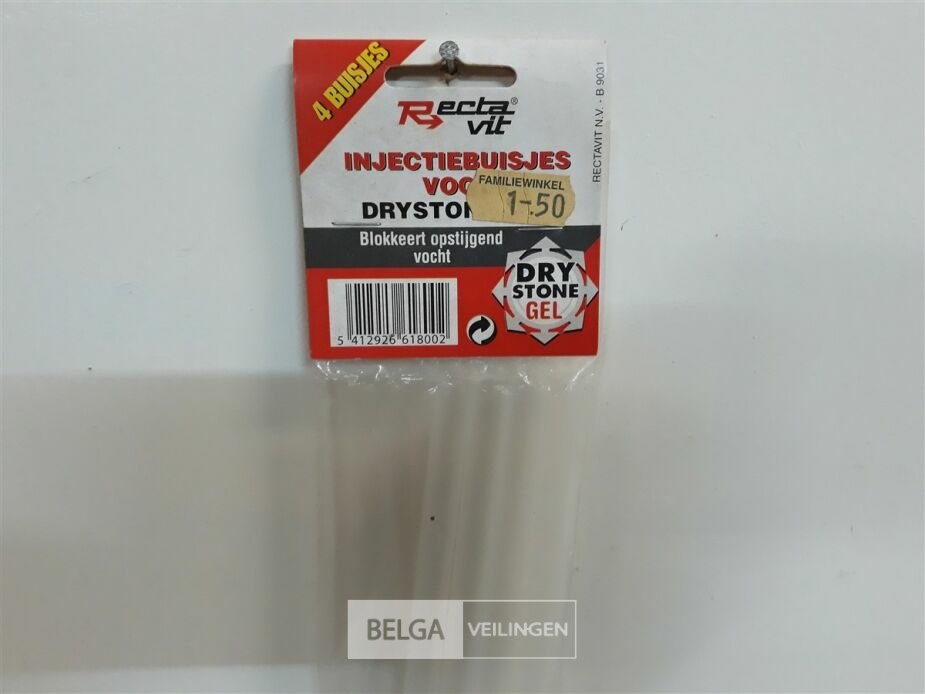 4 BUISJES
Recta vit®
RECTAVIT N.V. - B 9031
INJECTIEBUISJES
VOO
FAMILIEWINKEL
1-.50
DRYSTON
Blokkeert opstijgend
vocht
DRY
STONE
GEL
5 412926 618002
BELGA VEILINGEN